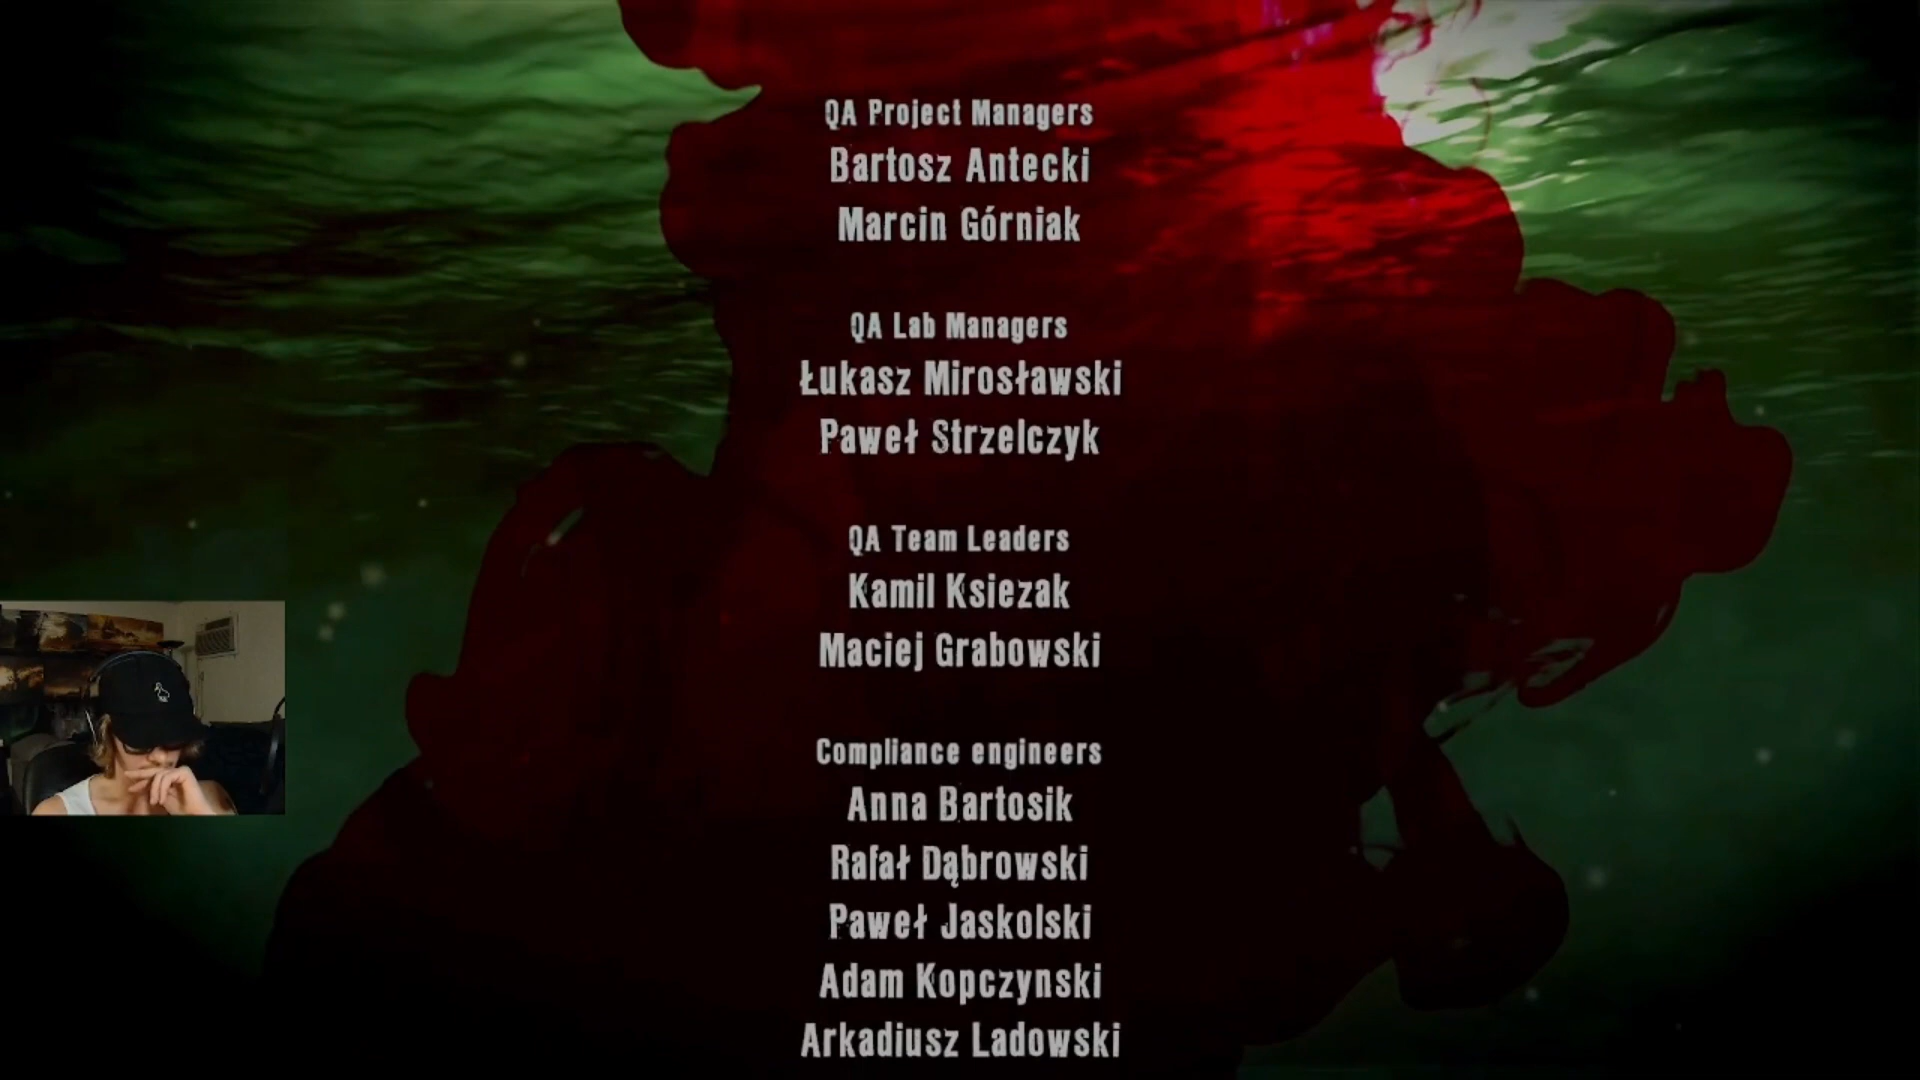 QA Project Managers
Bartosz Antecki
Marcin Górniak
QA Lab Managers
Łukasz Mirosławski
Paweł Strzelczyk
QA Team Leaders
Kamil Ksiezak
Maciej Grabowski
Compliance engineers
Anna Bartosik
Rafał Dąbrowski
Paweł Jaskolski
Adam Kopczynski
Arkadiusz Ladowski